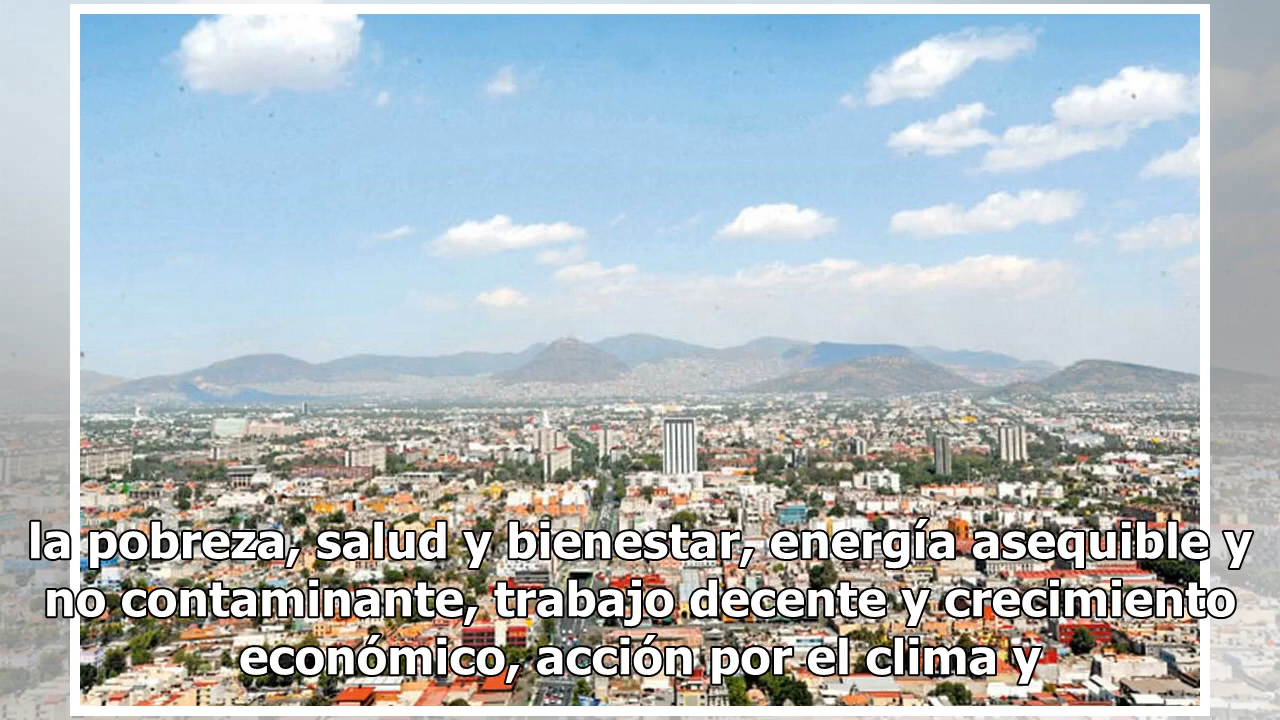 la pobreza, salud y bienestar, energía asequible y
no contaminante, trabajo decente y crecimiento
económico, acción por el clima y